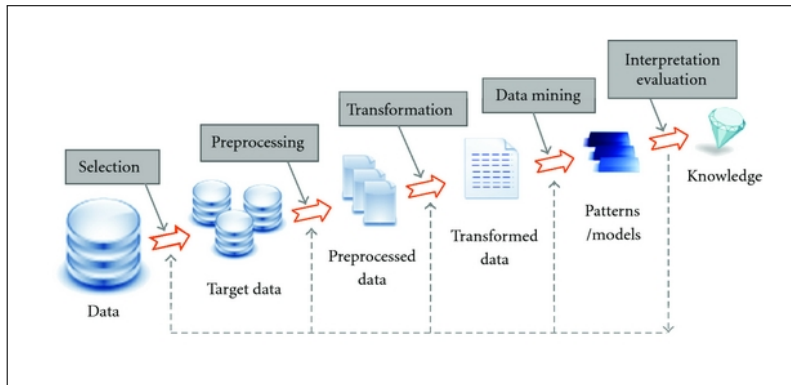 Interpretation
evaluation
Data mining
Transformation
Preprocessing
Selection
Knowledge
Patterns
/models
Transformed
data
Preprocessed
data
Target data
Data